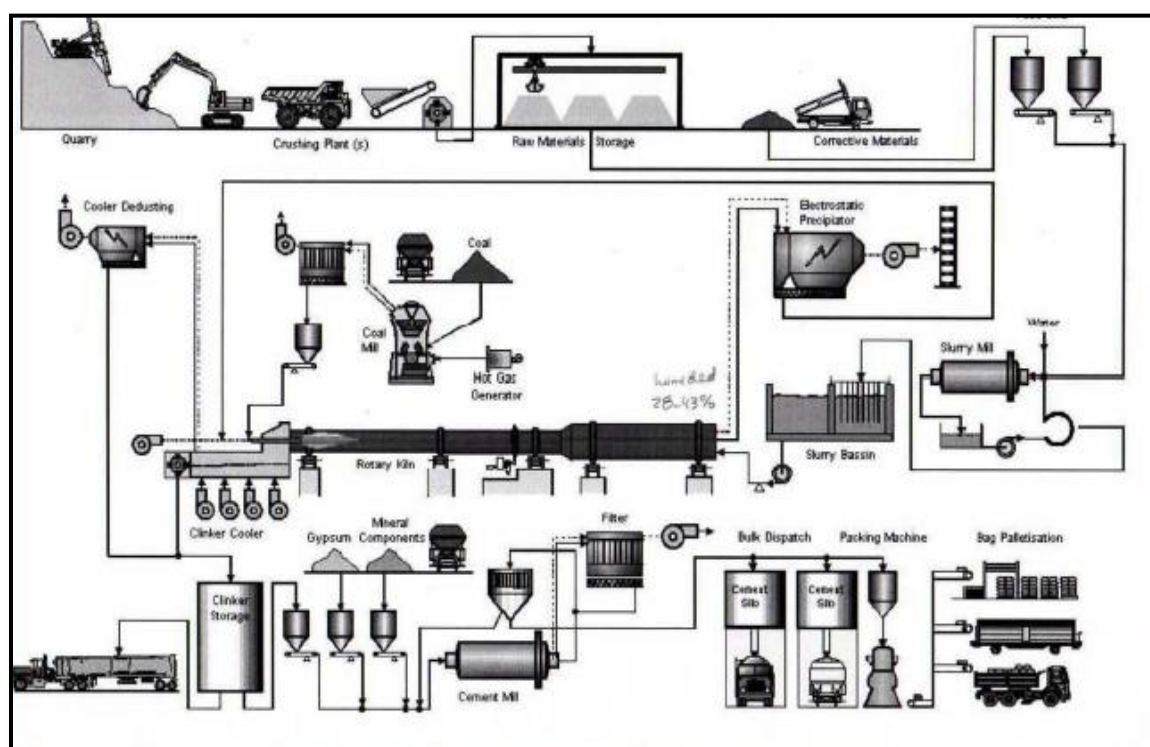 Quarry
Crushing Plant (s)
Raw Materials Storage
Corrective Materials
Cooler Dedusting
Coal
Electrostatic
Precipiator
Coal
Mill
Hot Gas
Generator
Water
Slurry Mill
humided
28-43%
Rotary Kiln
Slurry Bassin
Clinker Cooler
Gypsum
Mineral
Components
Filter
Bulk Dispatch
Packing Machine
Bag Palletisation
Clinker
Storage
Cement
Silo
Cement
Silo
Cement Mill